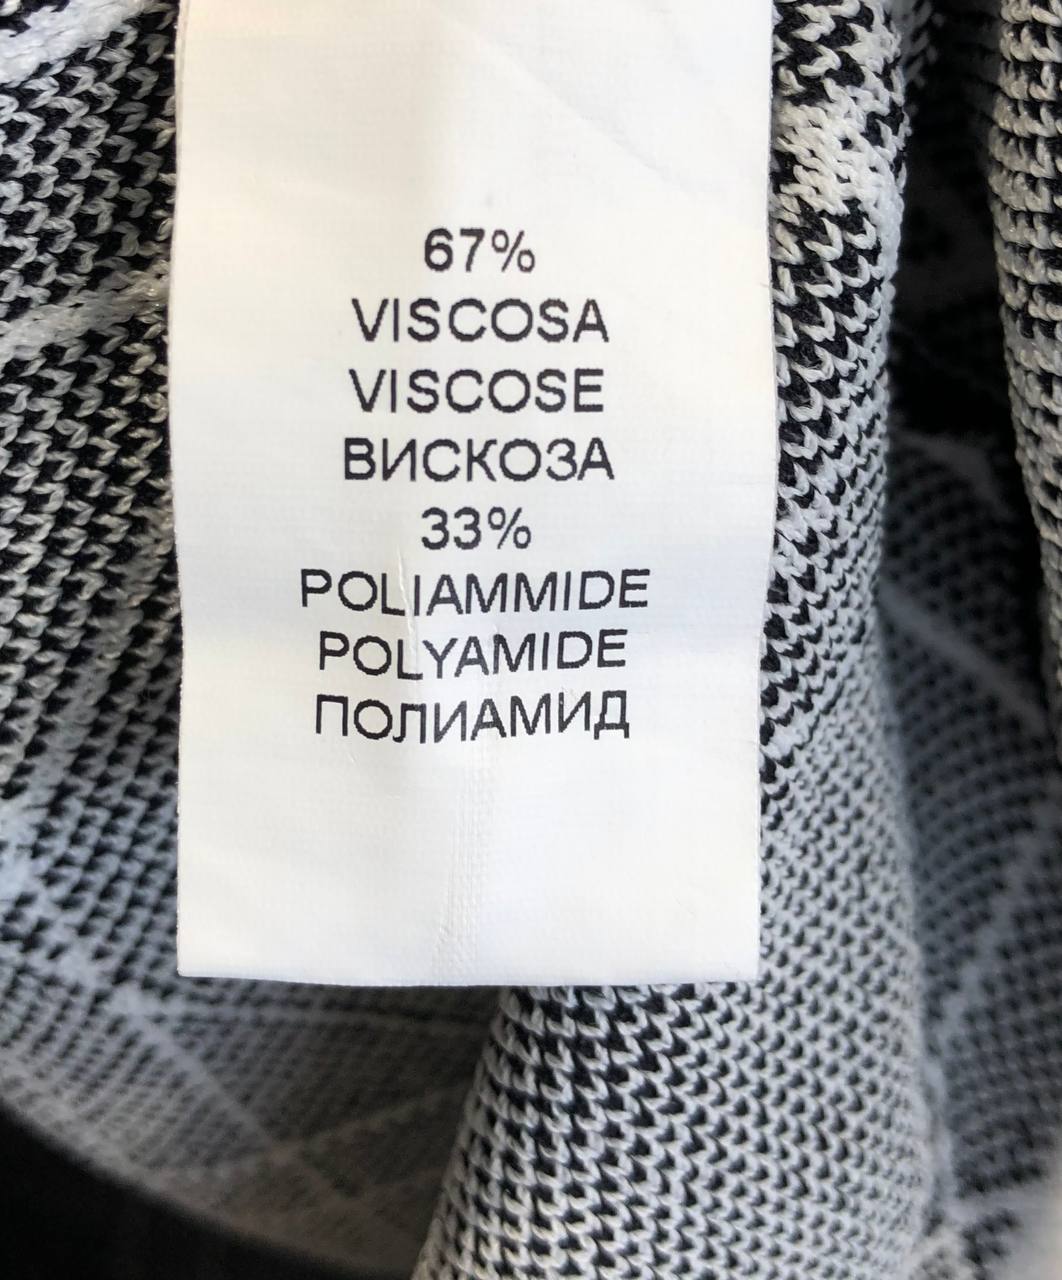 67%
VISCOSA
VISCOSE
ВИСКОЗА
33%
POLIAMMIDE
POLYAMIDE
ПОЛИАМИД